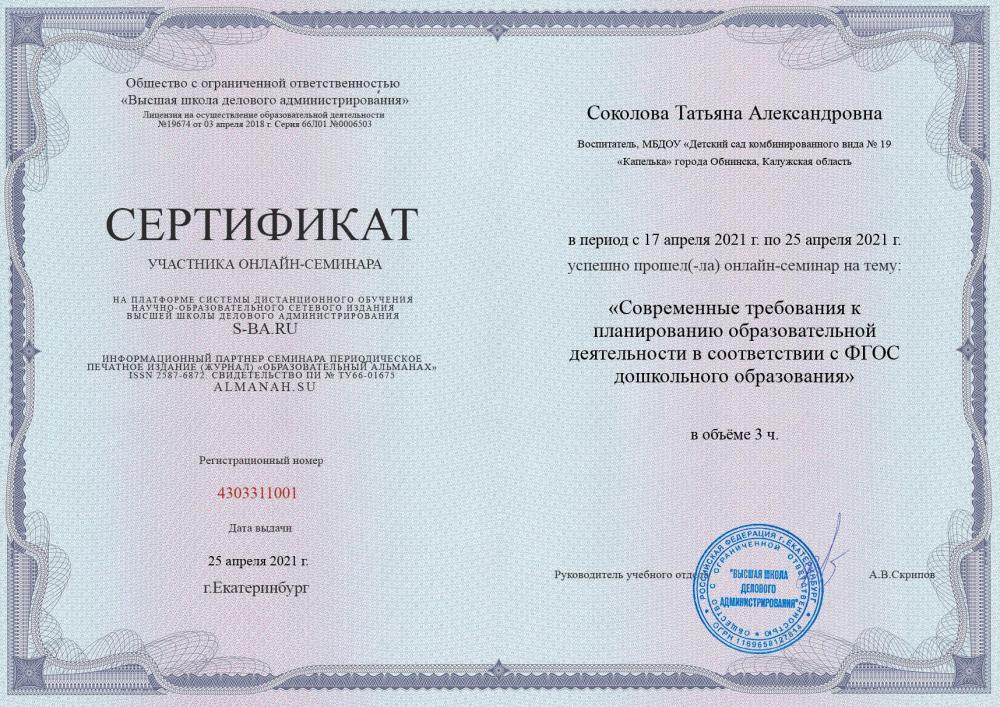 Общество с ограниченной ответственностью
«Высшая школа делового администрирования»
Лицензия на осуществление образовательной деятельности
№19674 от 03 апреля 2018 г. Серия 66Л01 №0006503
СЕРТИФИКАТ
УЧАСТНИКА ОНЛАЙН-СЕМИНАРА
НА ПЛАТФОРМЕ СИСТЕМЫ ДИСТАНЦИОННОГО ОБУЧЕНИЯ
НАУЧНО-ОБРАЗОВАТЕЛЬНОГО СЕТЕВОГО ИЗДАНИЯ
ВЫСШЕЙ ШКОЛЫ ДЕЛОВОГО АДМИНИСТРИРОВАНИЯ
S-BA.RU
ИНФОРМАЦИОННЫЙ ПАРТНЕР СЕМИНАРА ПЕРИОДИЧЕСКОЕ
ПЕЧАТНОЕ ИЗДАНИЕ (ЖУРНАЛ) «ОБРАЗОВАТЕЛЬНЫЙ АЛЬМАНАХ»
ISSN 2587-6872. СВИДЕТЕЛЬСТВО ПИ № ТУ66-01675
ALMANAH.SU
Регистрационный номер
4303311001
Дата выдачи
25 апреля 2021 г.
г.Екатеринбург
Соколова Татьяна Александровна
Воспитатель, МБДОУ «Детский сад комбинированного вида № 19
«Капелька» города Обнинска, Калужская область
в период с 17 апреля 2021 г. по 25 апреля 2021 г.
успешно прошел(-ла) онлайн-семинар на тему:
«Современные требования к
планированию образовательной
деятельности в соответствии с ФГОС
дошкольного образования»
в объёме 3 ч.
Руководитель учебного отде
А.В.Скрипов
РОССИЙСКАЯ ФЕДЕРАЦИЯ г. ЕКАТЕРИНБУРГ
ОБЩЕСТВО С ОГРАНИЧЕННОЙ ОТВЕТСТВЕННОСТЬЮ
"ВЫСШАЯ ШКОЛА
ДЕЛОВОГО
АДМИНИСТРИРОВАНИЯ"
ОГРН 1169658127814